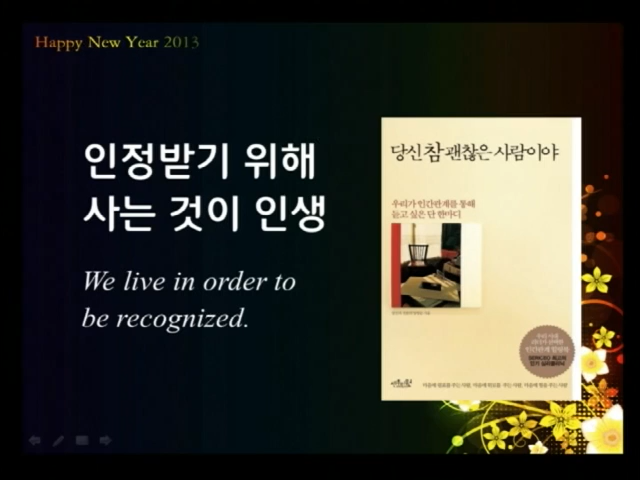 Happy New Year 2013
인정받기 위해
사는 것이 인생
We live in order to
be recognized.
당신 참 괜찮은 사람이야
우리가 인간관계를 통해
듣고 싶은 단 한마디